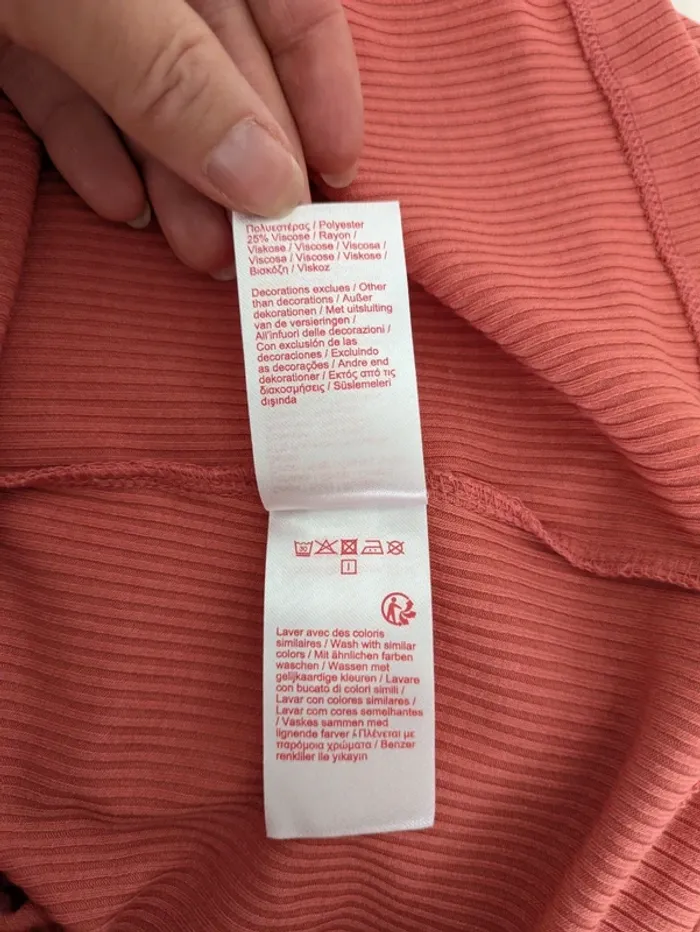 Πολυεστέρας / Polyester
25% Viscose / Rayon /
Viskose / Viscose / Viscosa /
Viscosa / Viscose / Viskose /
Βισκόζη / Viskoz
Decorations exclues / Other
than decorations / Außer
dekorationen / Met uitsluiting
van de versieringen /
All'infuori delle decorazioni /
Con exclusión de las
decoraciones / Excluindo
as decorações / Andre end
dekorationer / Εκτός από τις
διακοσμήσεις / Süslemeleri
dışında
30
Laver avec des coloris
similaires / Wash with similar
colors / Mit ähnlichen farben
waschen / Wassen met
gelijkaardige kleuren / Lavare
con bucato di colori simili /
Lavar con colores similares /
Lavar com cores semelhantes
/ Vaskes sammen med
lignende farver / Πλένεται με
παρόμοια χρώματα / Benzer
renkliler ile yikayın